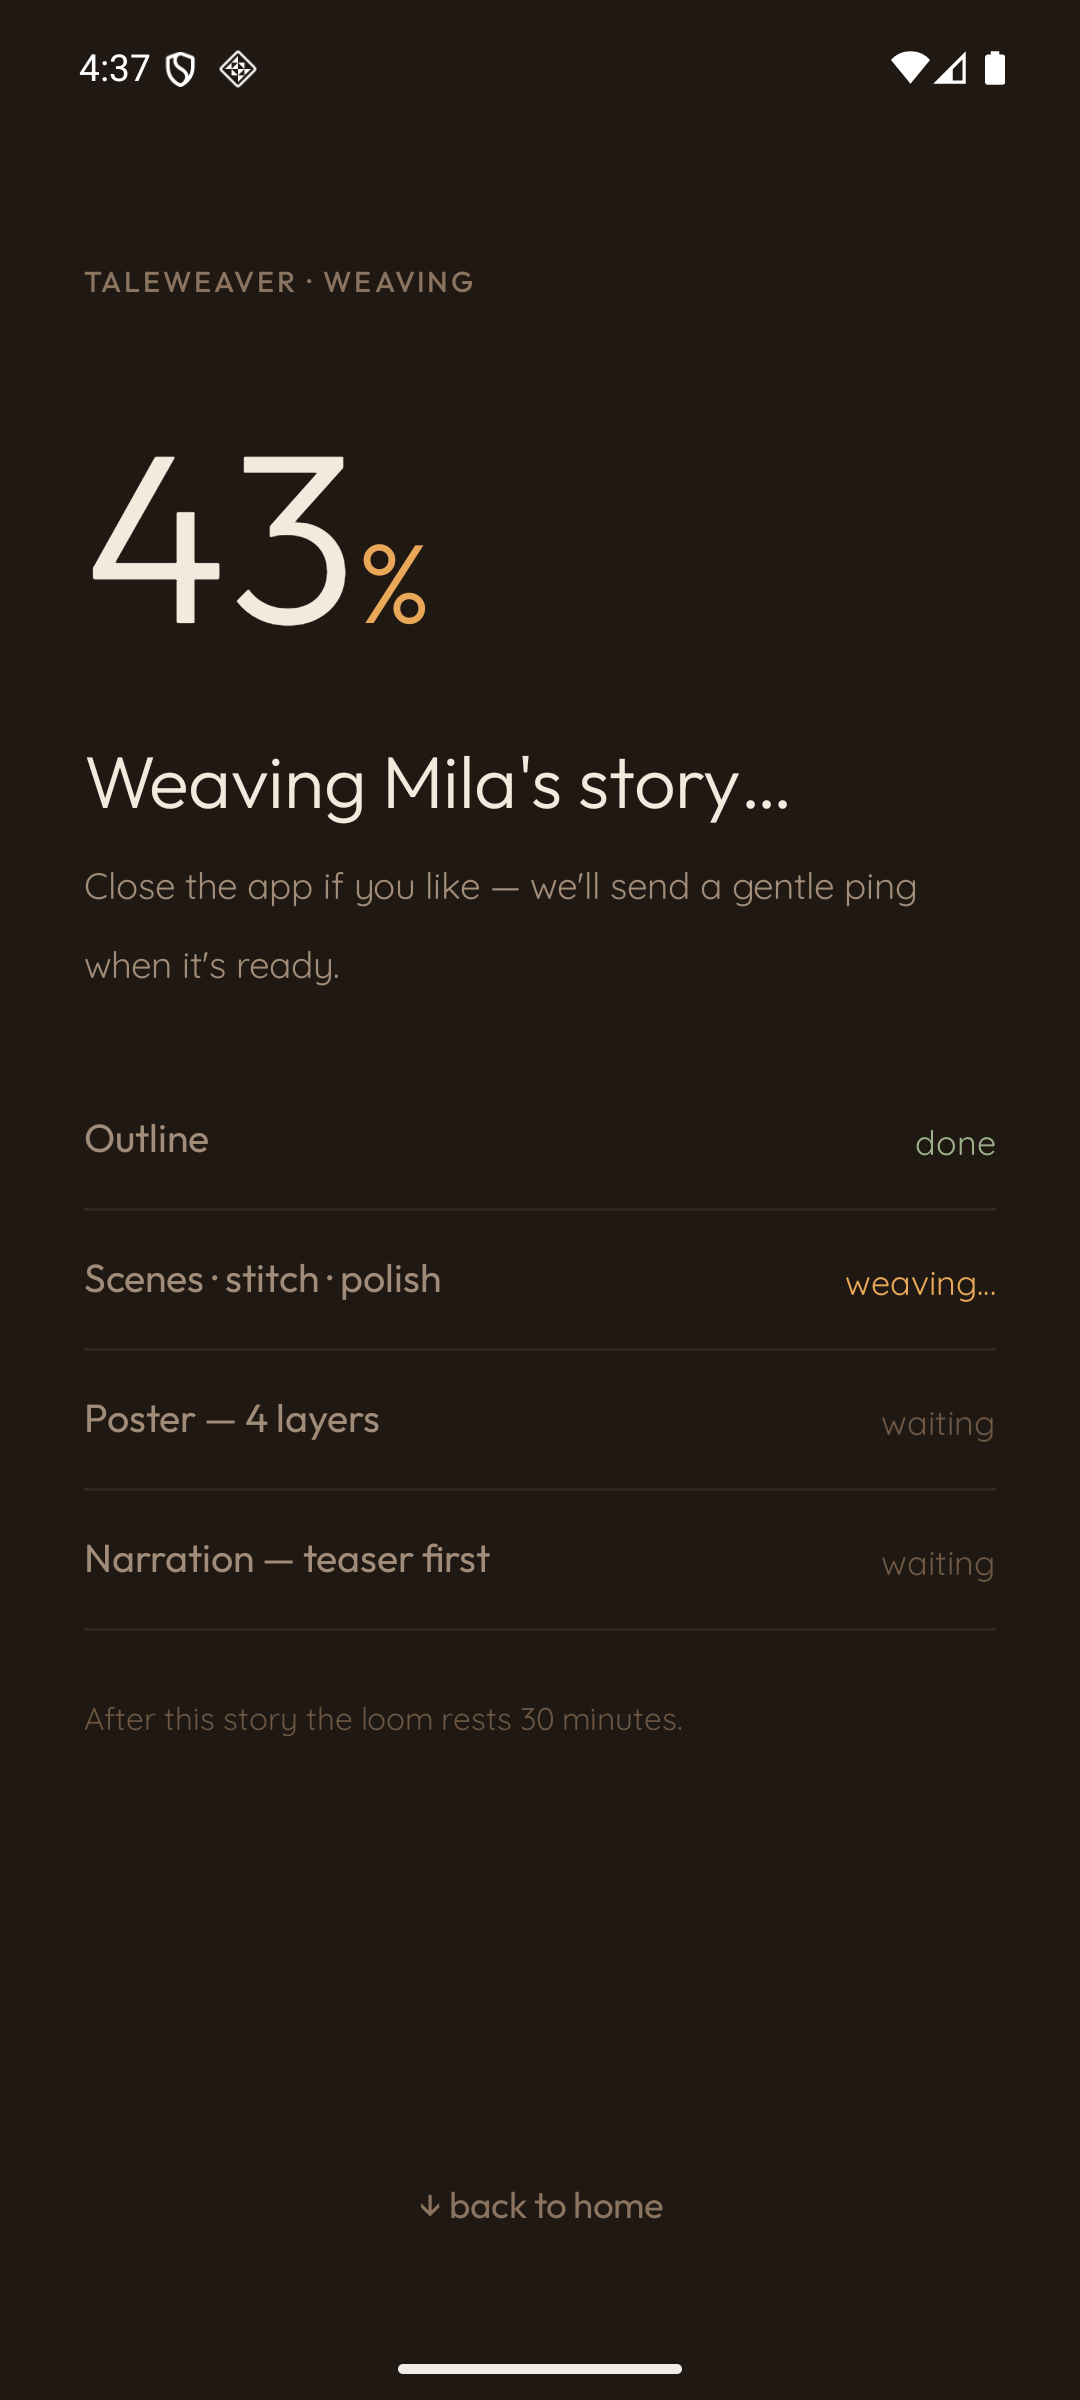 4:37
TALEWEAVER · WEAVING
43%
Weaving Mila's story...
Close the app if you like — we'll send a gentle ping
when it's ready.
Outline done
Scenes · stitch · polish weaving...
Poster — 4 layers waiting
Narration — teaser first waiting
After this story the loom rests 30 minutes.
↓ back to home